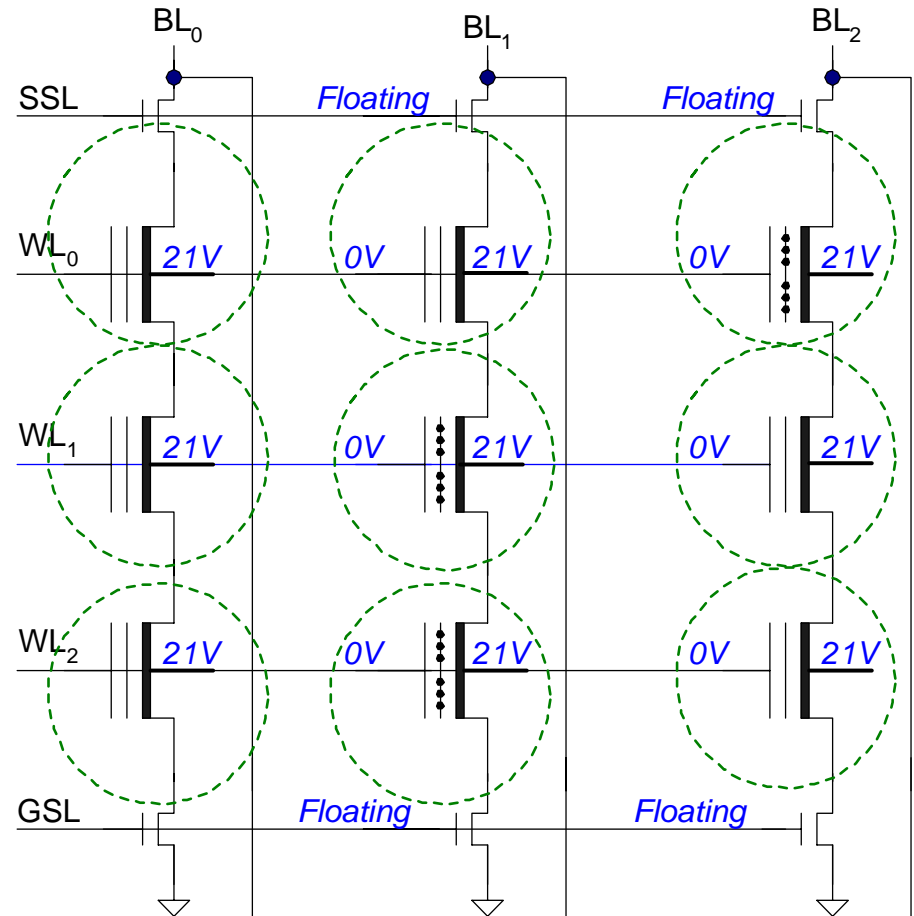 BL0 BL1 BL2
SSL Floating Floating
WL0 21V 0V 21V 0V 21V
WL1 21V 0V 21V 0V 21V
WL2 21V 0V 21V 0V 21V
GSL Floating Floating